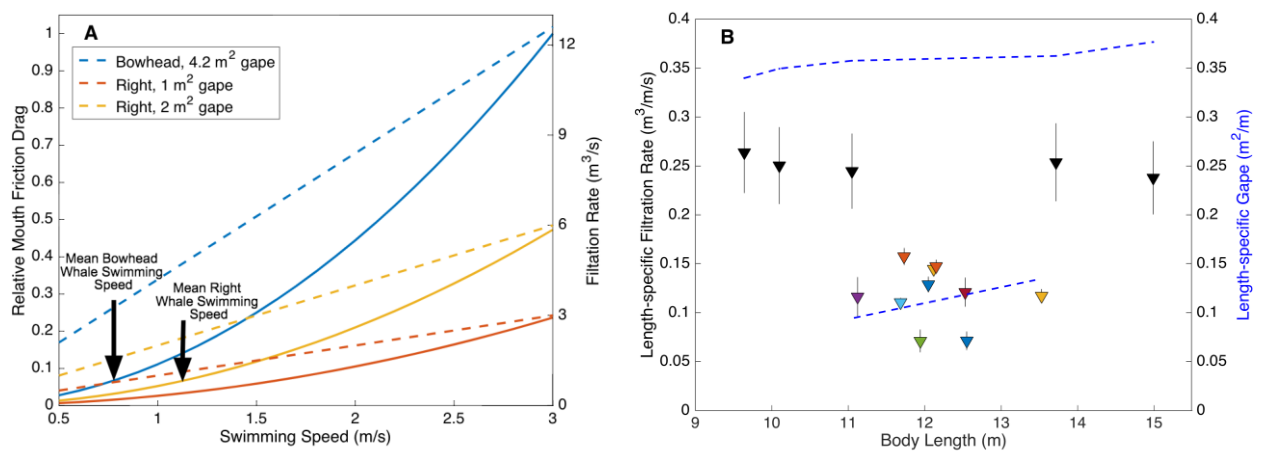 A
Bowhead, 4.2 m² gape
Right, 1 m² gape
Right, 2 m² gape
Mean Bowhead
Whale Swimming
Speed
Mean Right
Whale Swimming
Speed
Relative Mouth Friction Drag
1
0.9
0.8
0.7
0.6
0.5
0.4
0.3
0.2
0.1
0
0.5
1
1.5
2
2.5
3
Swimming Speed (m/s)
12
9
6
3
0
Filtation Rate (m³/s)
B
Length-specific Filtration Rate (m³/m/s)
0.4
0.35
0.3
0.25
0.2
0.15
0.1
0.05
0
9
10
11
12
13
14
15
Body Length (m)
0.4
0.35
0.3
0.25
0.2
0.15
0.1
0.05
0
Length-specific Gape (m²/m)